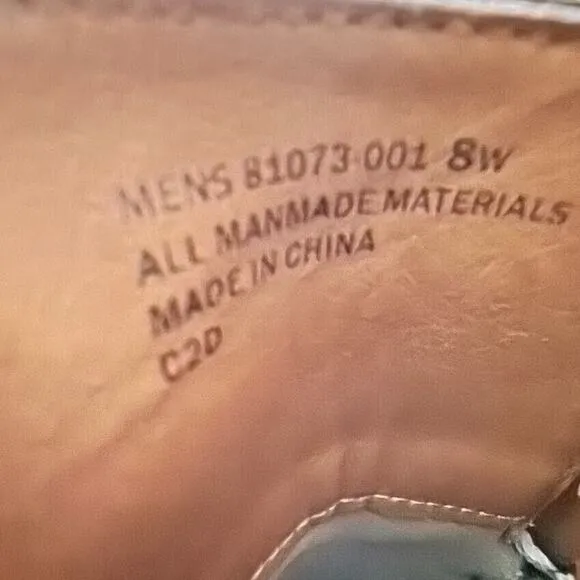 MENS 81073-001 8W
ALL MANMADE MATERIALS
MADE IN CHINA
C2D